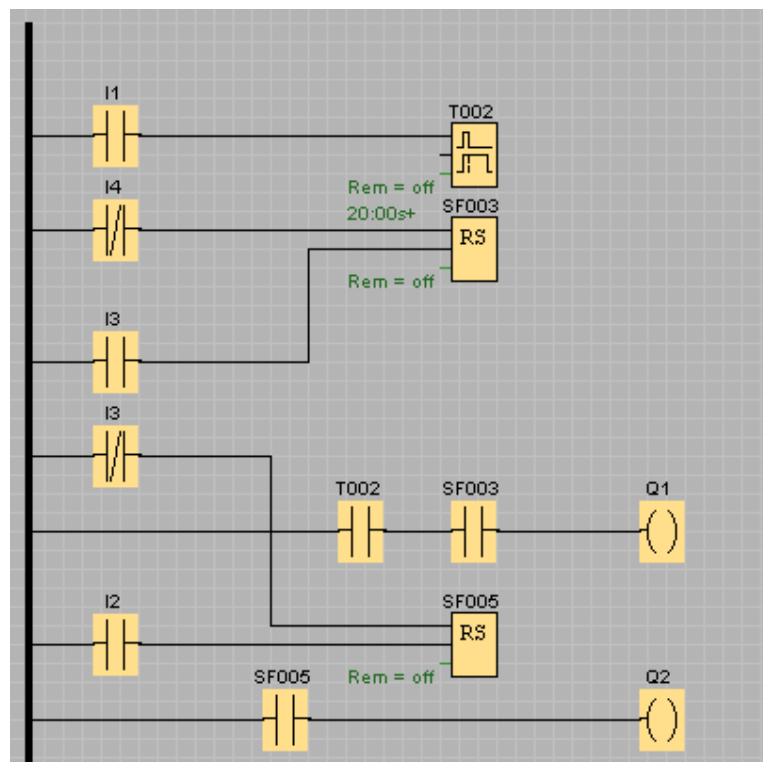 I1
T002
I4
Rem = off
20:00s+
SF003
RS
Rem = off
I3
I3
T002
SF003
Q1
I2
SF005
RS
Rem = off
SF005
Q2